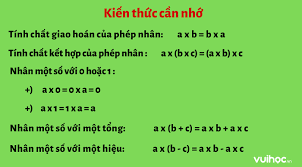 Kiến thức cần nhớ
Tính chất giao hoán của phép nhân: a x b = b x a
Tính chất kết hợp của phép nhân: a x (b x c) = (a x b) x c
Nhân một số với 0 hoặc 1 :
+) a x 0 = 0 x a = 0
+) a x 1 = 1 x a = a
Nhân một số với một tổng: a x (b + c) = a x b + a x c
Nhân một số với một hiệu: a x (b - c) = a x b - a x c
vuihoc.vn